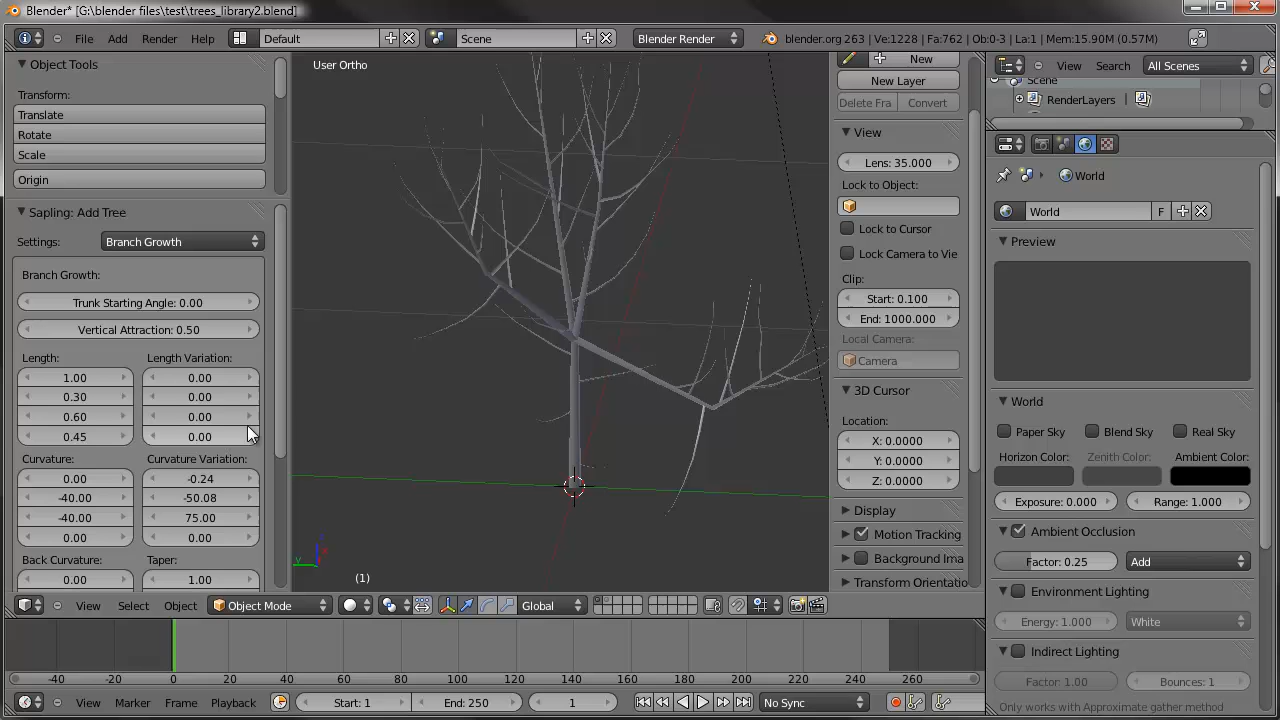 Blender* [G:\blender files\test\trees_library2.blend]
File Add Render Help Default Scene Blender Render blender.org 263 | Ve:1228 | Fa:762 | Ob:0-3 | La:1 | Mem:15.90M (0.57M)
Object Tools
Transform:
Translate
Rotate
Scale
Origin
Sapling: Add Tree
Settings: Branch Growth
Branch Growth:
Trunk Starting Angle: 0.00
Vertical Attraction: 0.50
Length: Length Variation:
1.00 0.00
0.30 0.00
0.60 0.00
0.45 0.00
Curvature: Curvature Variation:
0.00 -0.24
-40.00 -50.08
-40.00 75.00
0.00 0.00
Back Curvature: Taper:
0.00 1.00
User Ortho
z
x
y
(1)
New
New Layer
Delete Fra Convert
View
Lens: 35.000
Lock to Object:
Lock to Cursor
Lock Camera to Vie
Clip:
Start: 0.100
End: 1000.000
Local Camera:
Camera
3D Cursor
Location:
X: 0.0000
Y: 0.0000
Z: 0.0000
Display
Motion Tracking
Background Ima
Transform Orientatio
View Search All Scenes
Scene
RenderLayers
World
World F
Preview
World
Paper Sky Blend Sky Real Sky
Horizon Color: Zenith Color: Ambient Color:
Exposure: 0.000 Range: 1.000
Ambient Occlusion
Factor: 0.25 Add
Environment Lighting
Energy: 1.000 White
Indirect Lighting
Factor: 1.00 Bounces: 1
Only works with Approximate gather method
View Select Object Object Mode Global
-40 -20 0 20 40 60 80 100 120 140 160 180 200 220 240 260
View Marker Frame Playback Start: 1 End: 250 1 No Sync